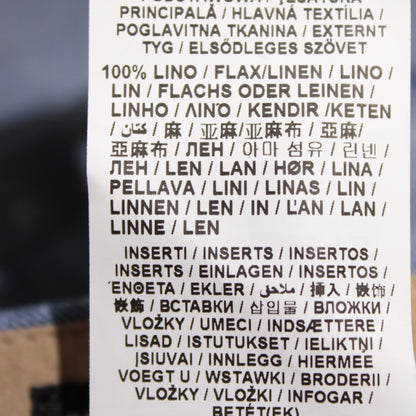 PRINCIPALĂ / HLAVNÁ TEXTÍLIA /
POGLAVITNA TKANINA / EXTERNT
TYG / ELSŐDLEGES SZÖVET
100% LINO / FLAX/LINEN / LINO /
LIN / FLACHS ODER LEINEN /
LINHO / ΛΙΝΌ / KENDIR /KETEN
/ كتان / 麻 / 亚麻/亚麻布 / 亞麻/
亞麻布 / ЛЕН / 아마 섬유 / 린넨 /
ЛЕН / LEN / LAN / HØR / LINA /
PELLAVA / LINI / LINAS / LIN /
LINNEN / LEN / IN / ĽAN / LAN /
LINNE / LEN
INSERTI / INSERTS / INSERTOS /
INSERTS / EINLAGEN / INSERTOS /
ΈΝΘΕΤΑ / EKLER / ملاحق / 挿入 / 嵌饰 /
嵌飾 / ВСТАВКИ / 삽입물 / ВЛОЖКИ /
VLOŽKY / UMECI / INDSÆTTERE /
LISAD / ISTUTUKSET / IELIKTŅI /
ĮSIUVAI / INNLEGG / HIERMEE
VOEGT U / WSTAWKI / BRODERII /
VLOŽKY / VLOŽKI / INFOGAR /
BETÉT(EK)